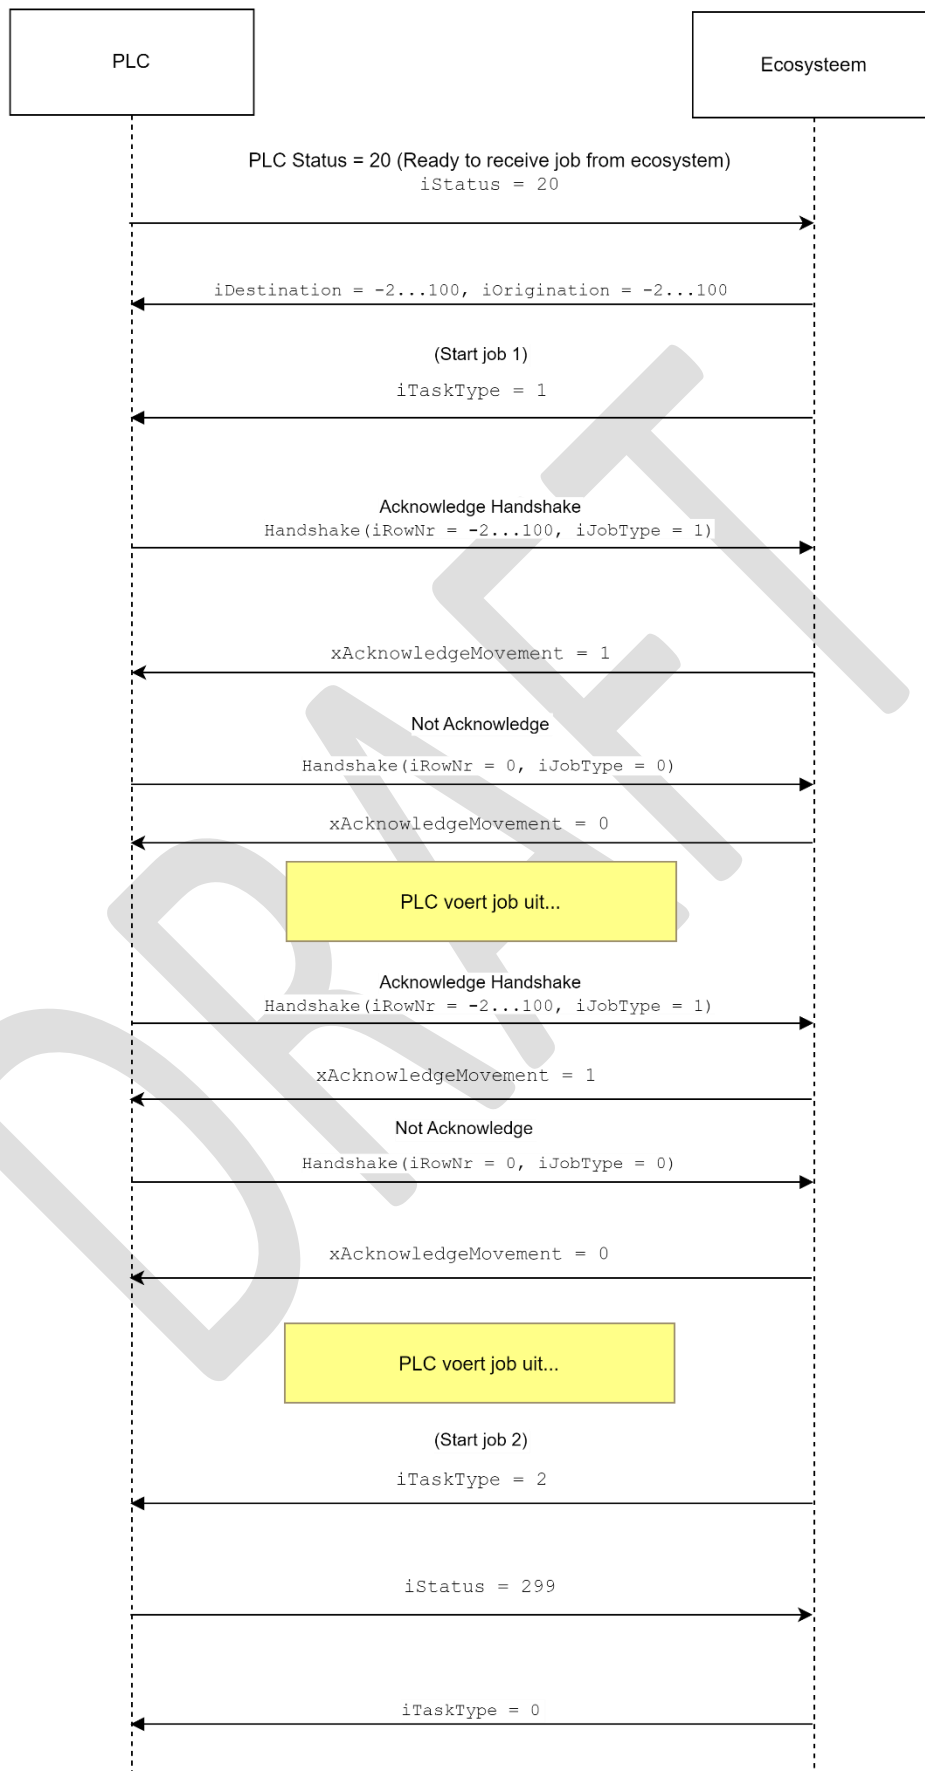 PLC
Ecosysteem
PLC Status = 20 (Ready to receive job from ecosystem)
iStatus = 20
iDestination = -2...100, iOrigination = -2...100
(Start job 1)
iTaskType = 1
Acknowledge Handshake
Handshake(iRowNr = -2...100, iJobType = 1)
xAcknowledgeMovement = 1
Not Acknowledge
Handshake(iRowNr = 0, iJobType = 0)
xAcknowledgeMovement = 0
PLC voert job uit...
Acknowledge Handshake
Handshake(iRowNr = -2...100, iJobType = 1)
xAcknowledgeMovement = 1
Not Acknowledge
Handshake(iRowNr = 0, iJobType = 0)
xAcknowledgeMovement = 0
PLC voert job uit...
(Start job 2)
iTaskType = 2
iStatus = 299
iTaskType = 0
DRAFT